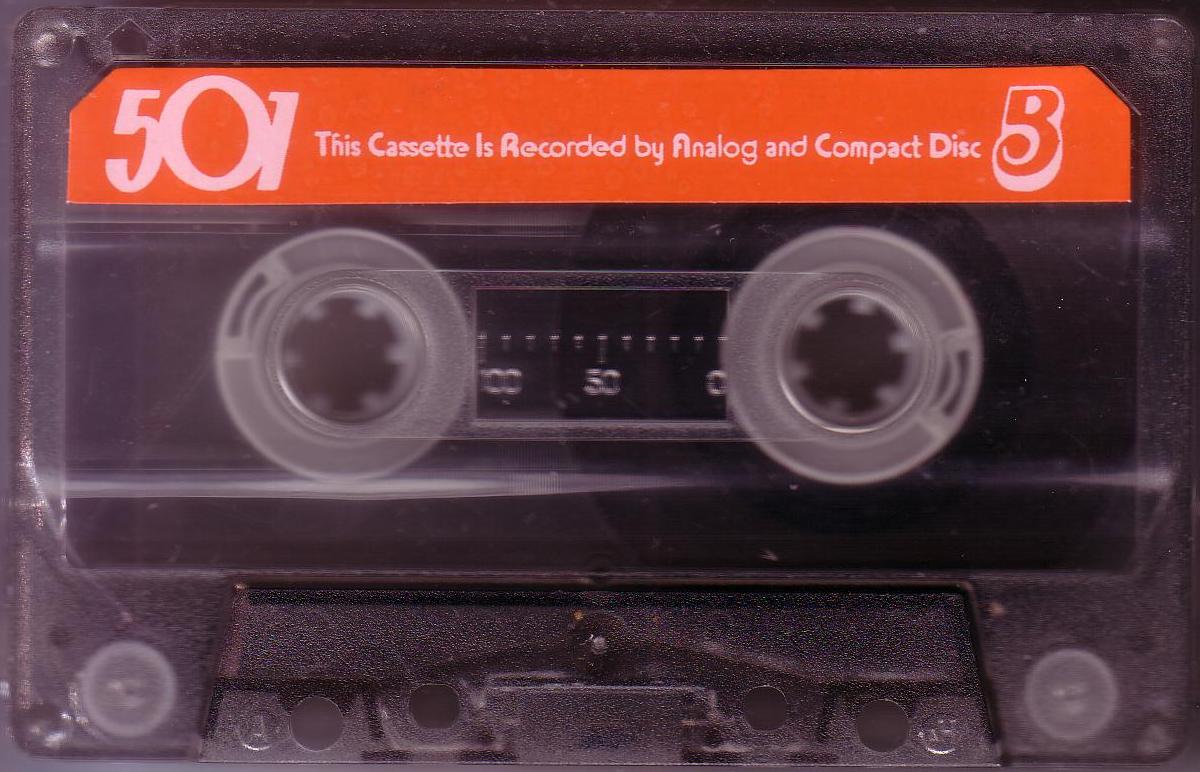 501 This Cassette Is Recorded by Analog and Compact Disc B
100 50 0